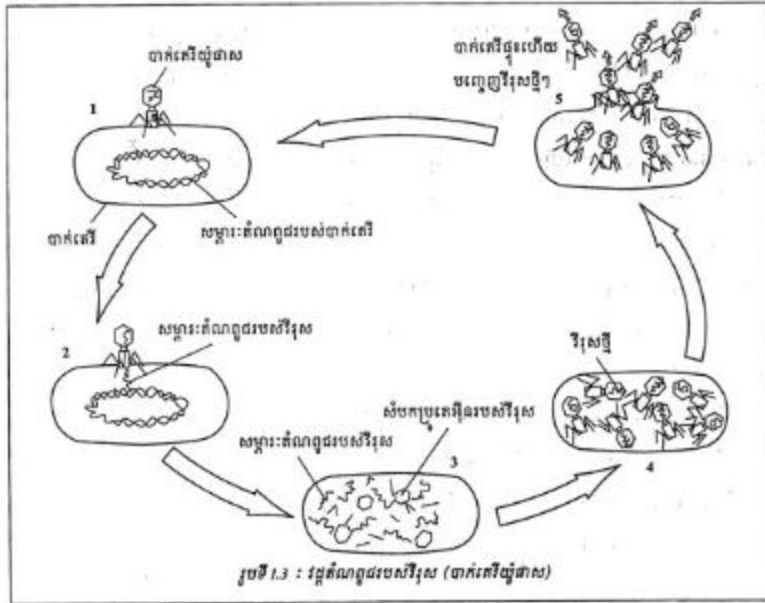 បាក់តេរីយ៉ូផាស
1
បាក់តេរី
សម្ភារៈតំណពូជរបស់បាក់តេរី
2
សម្ភារៈតំណពូជរបស់វីរុស
3
សម្ភារៈតំណពូជរបស់វីរុស
សំបកប្រូតេអ៊ីនរបស់វីរុស
4
វីរុសថ្មី
5
បាក់តេរីផ្ទុះហើយ
បញ្ចេញវីរុសថ្មីៗ
រូបទី 1.3 : វដ្តតំណពូជរបស់វីរុស (បាក់តេរីយ៉ូផាស)